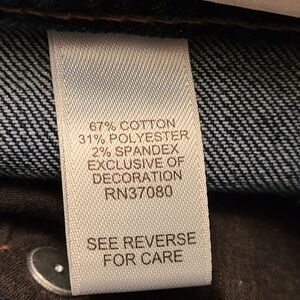 67% COTTON
31% POLYESTER
2% SPANDEX
EXCLUSIVE OF
DECORATION
RN37080
SEE REVERSE
FOR CARE